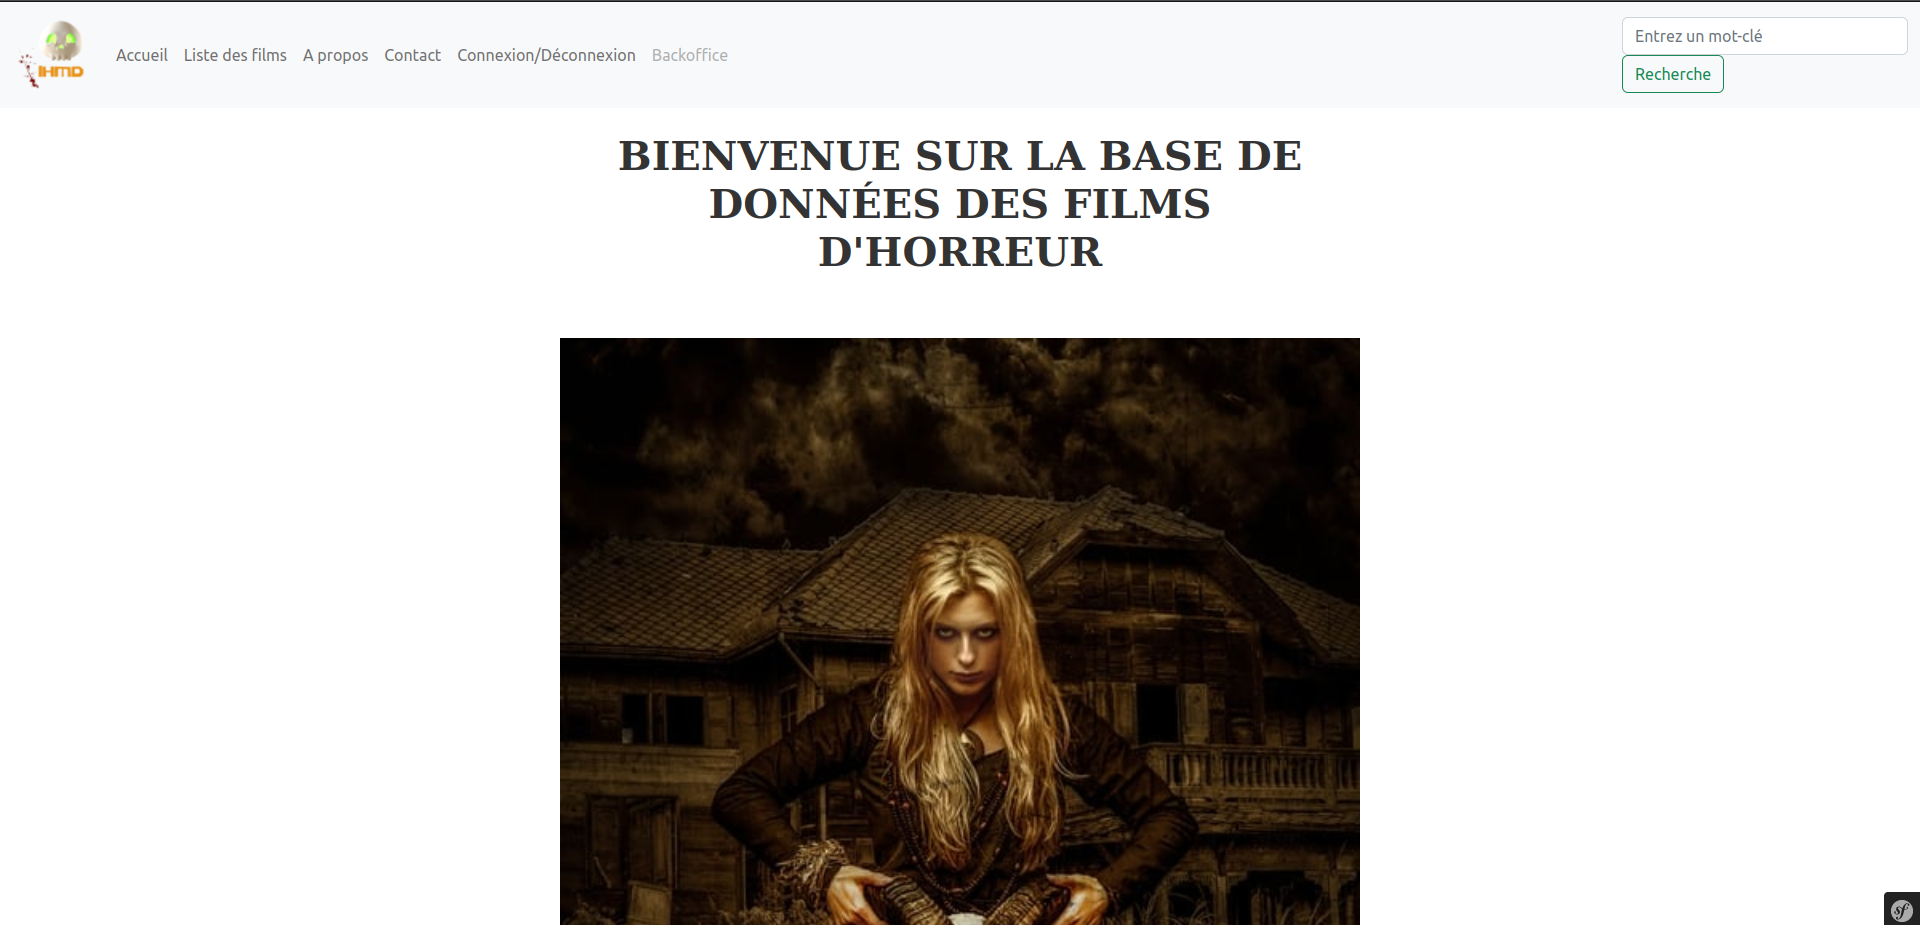 IHMD
Accueil Liste des films A propos Contact Connexion/Déconnexion Backoffice
Entrez un mot-clé
Recherche
BIENVENUE SUR LA BASE DE
DONNÉES DES FILMS
D'HORREUR
sf